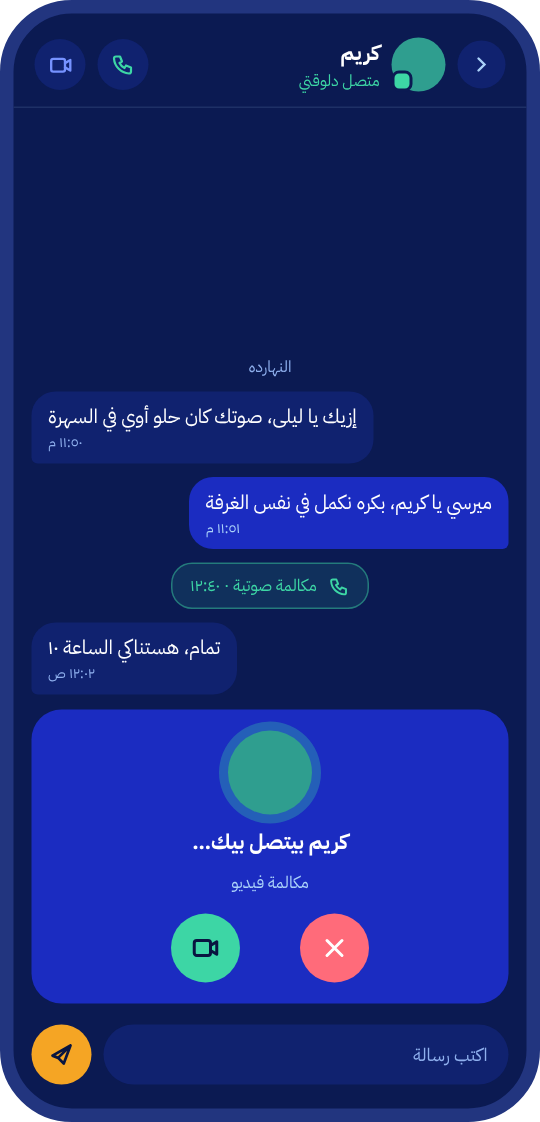 كريم
متصل دلوقتي
النهارده
إزيك يا ليلى، صوتك كان حلو أوي في السهرة
١١:٥٠ م
ميرسي يا كريم، بكره نكمل في نفس الغرفة
١١:٥١ م
مكالمة صوتية · ١٢:٤٠
تمام، هستناكي الساعة ١٠
١٢:٠٢ ص
كريم بيتصل بيك...
مكالمة فيديو
اكتب رسالة